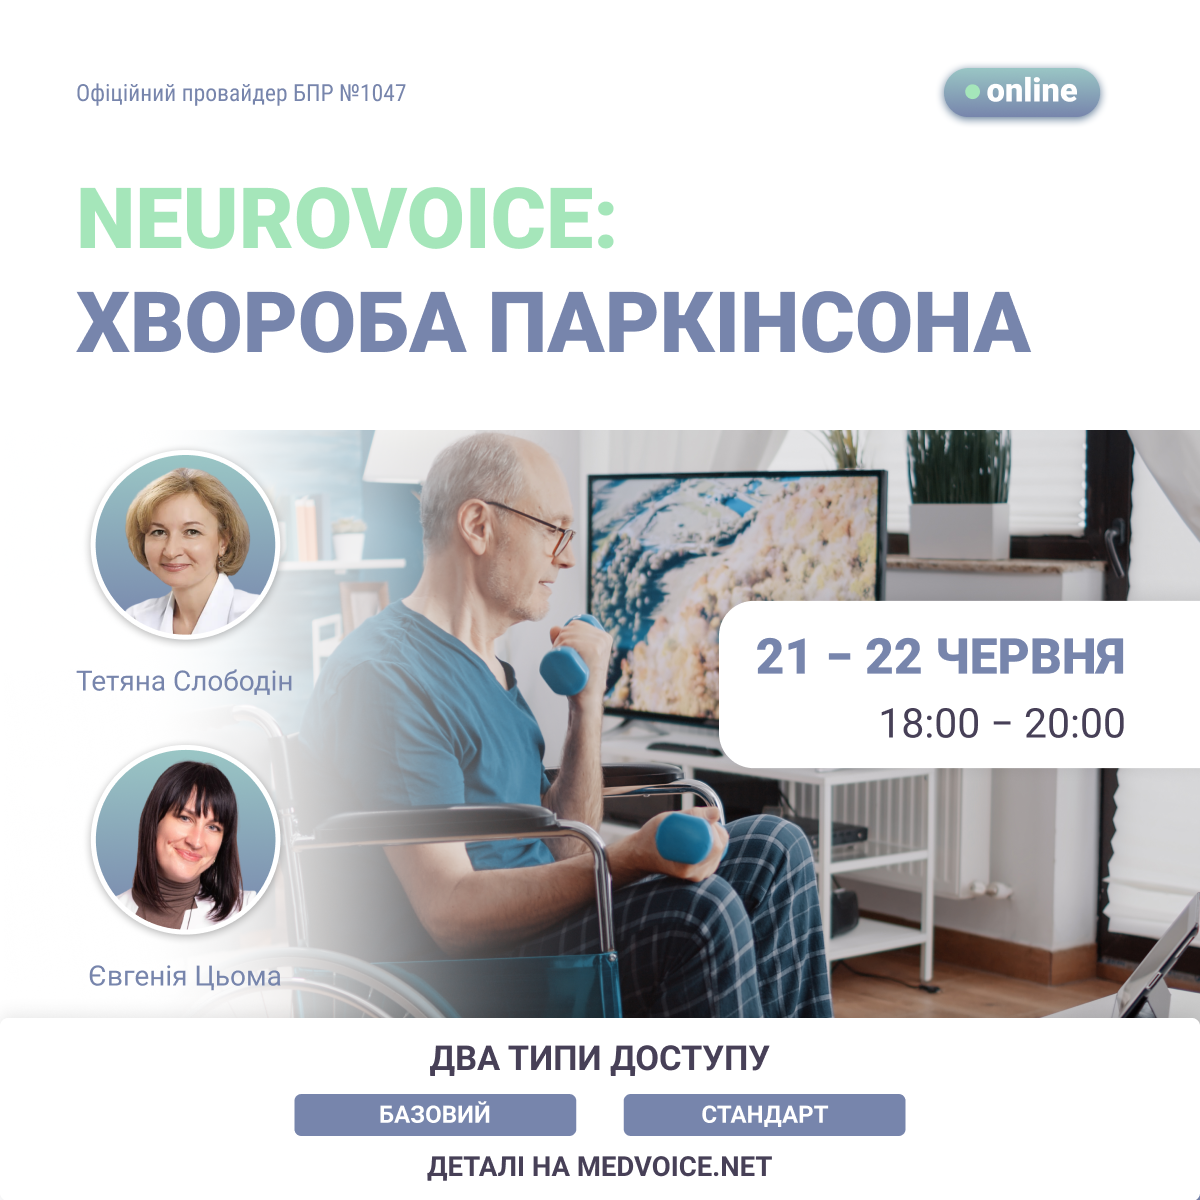 Офіційний провайдер БПР №1047
online
NEUROVOICE:
ХВОРОБА ПАРКІНСОНА
Тетяна Слободін
21 – 22 ЧЕРВНЯ
18:00 – 20:00
Євгенія Цьома
ДВА ТИПИ ДОСТУПУ
БАЗОВИЙ
СТАНДАРТ
ДЕТАЛІ НА MEDVOICE.NET